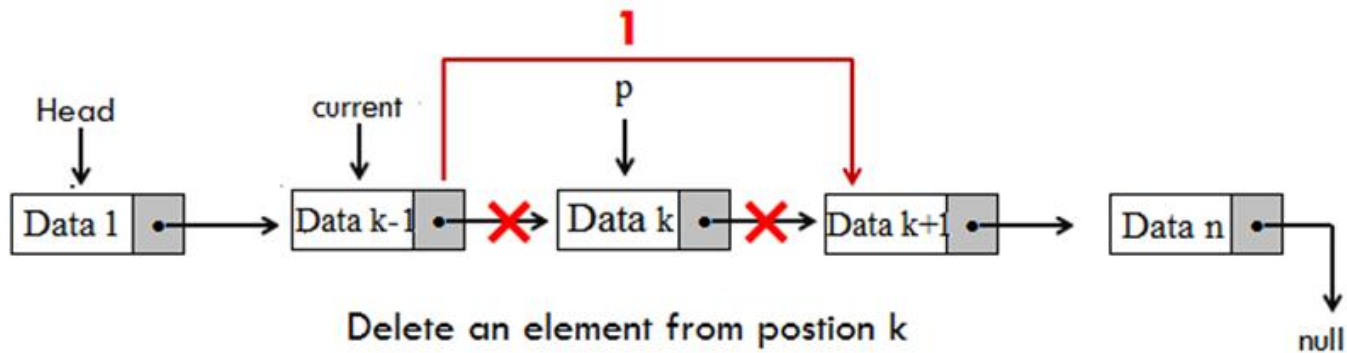 1
Head
current
p
Data 1
Data k-1
Data k
Data k+1
Data n
Delete an element from postion k
null